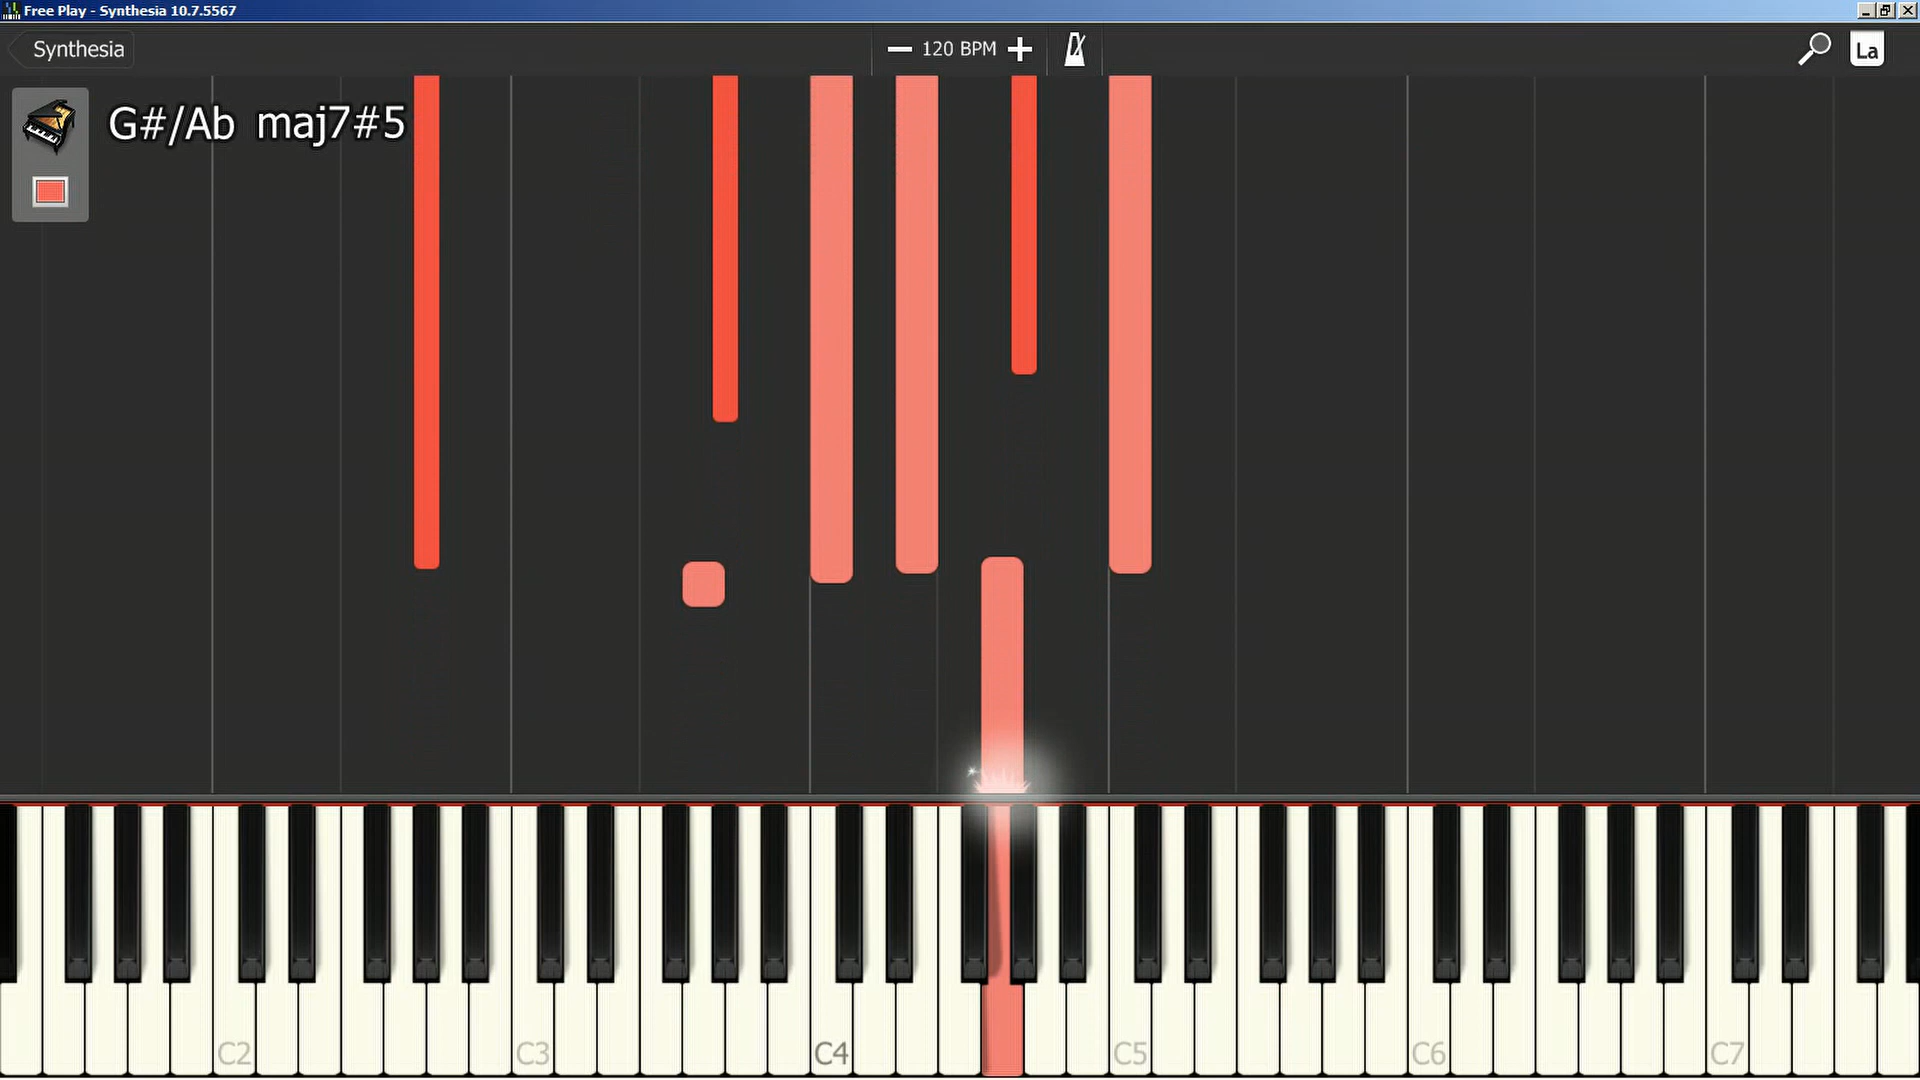 Free Play - Synthesia 10.7.5567
Synthesia
120 BPM
La
G#/Ab maj7#5
C2 C3 C4 C5 C6 C7